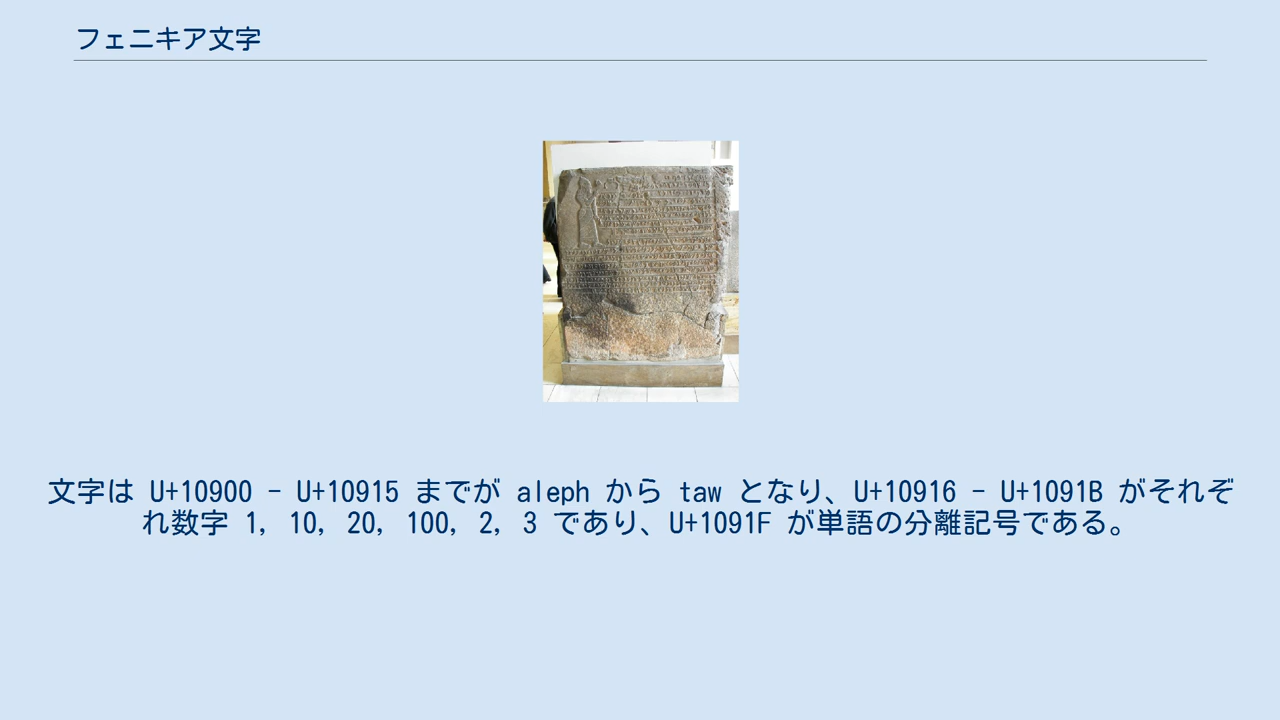 フェニキア文字
文字は U+10900 - U+10915 までが aleph から taw となり、U+10916 - U+1091B がそれぞ
れ数字 1, 10, 20, 100, 2, 3 であり、U+1091F が単語の分離記号である。